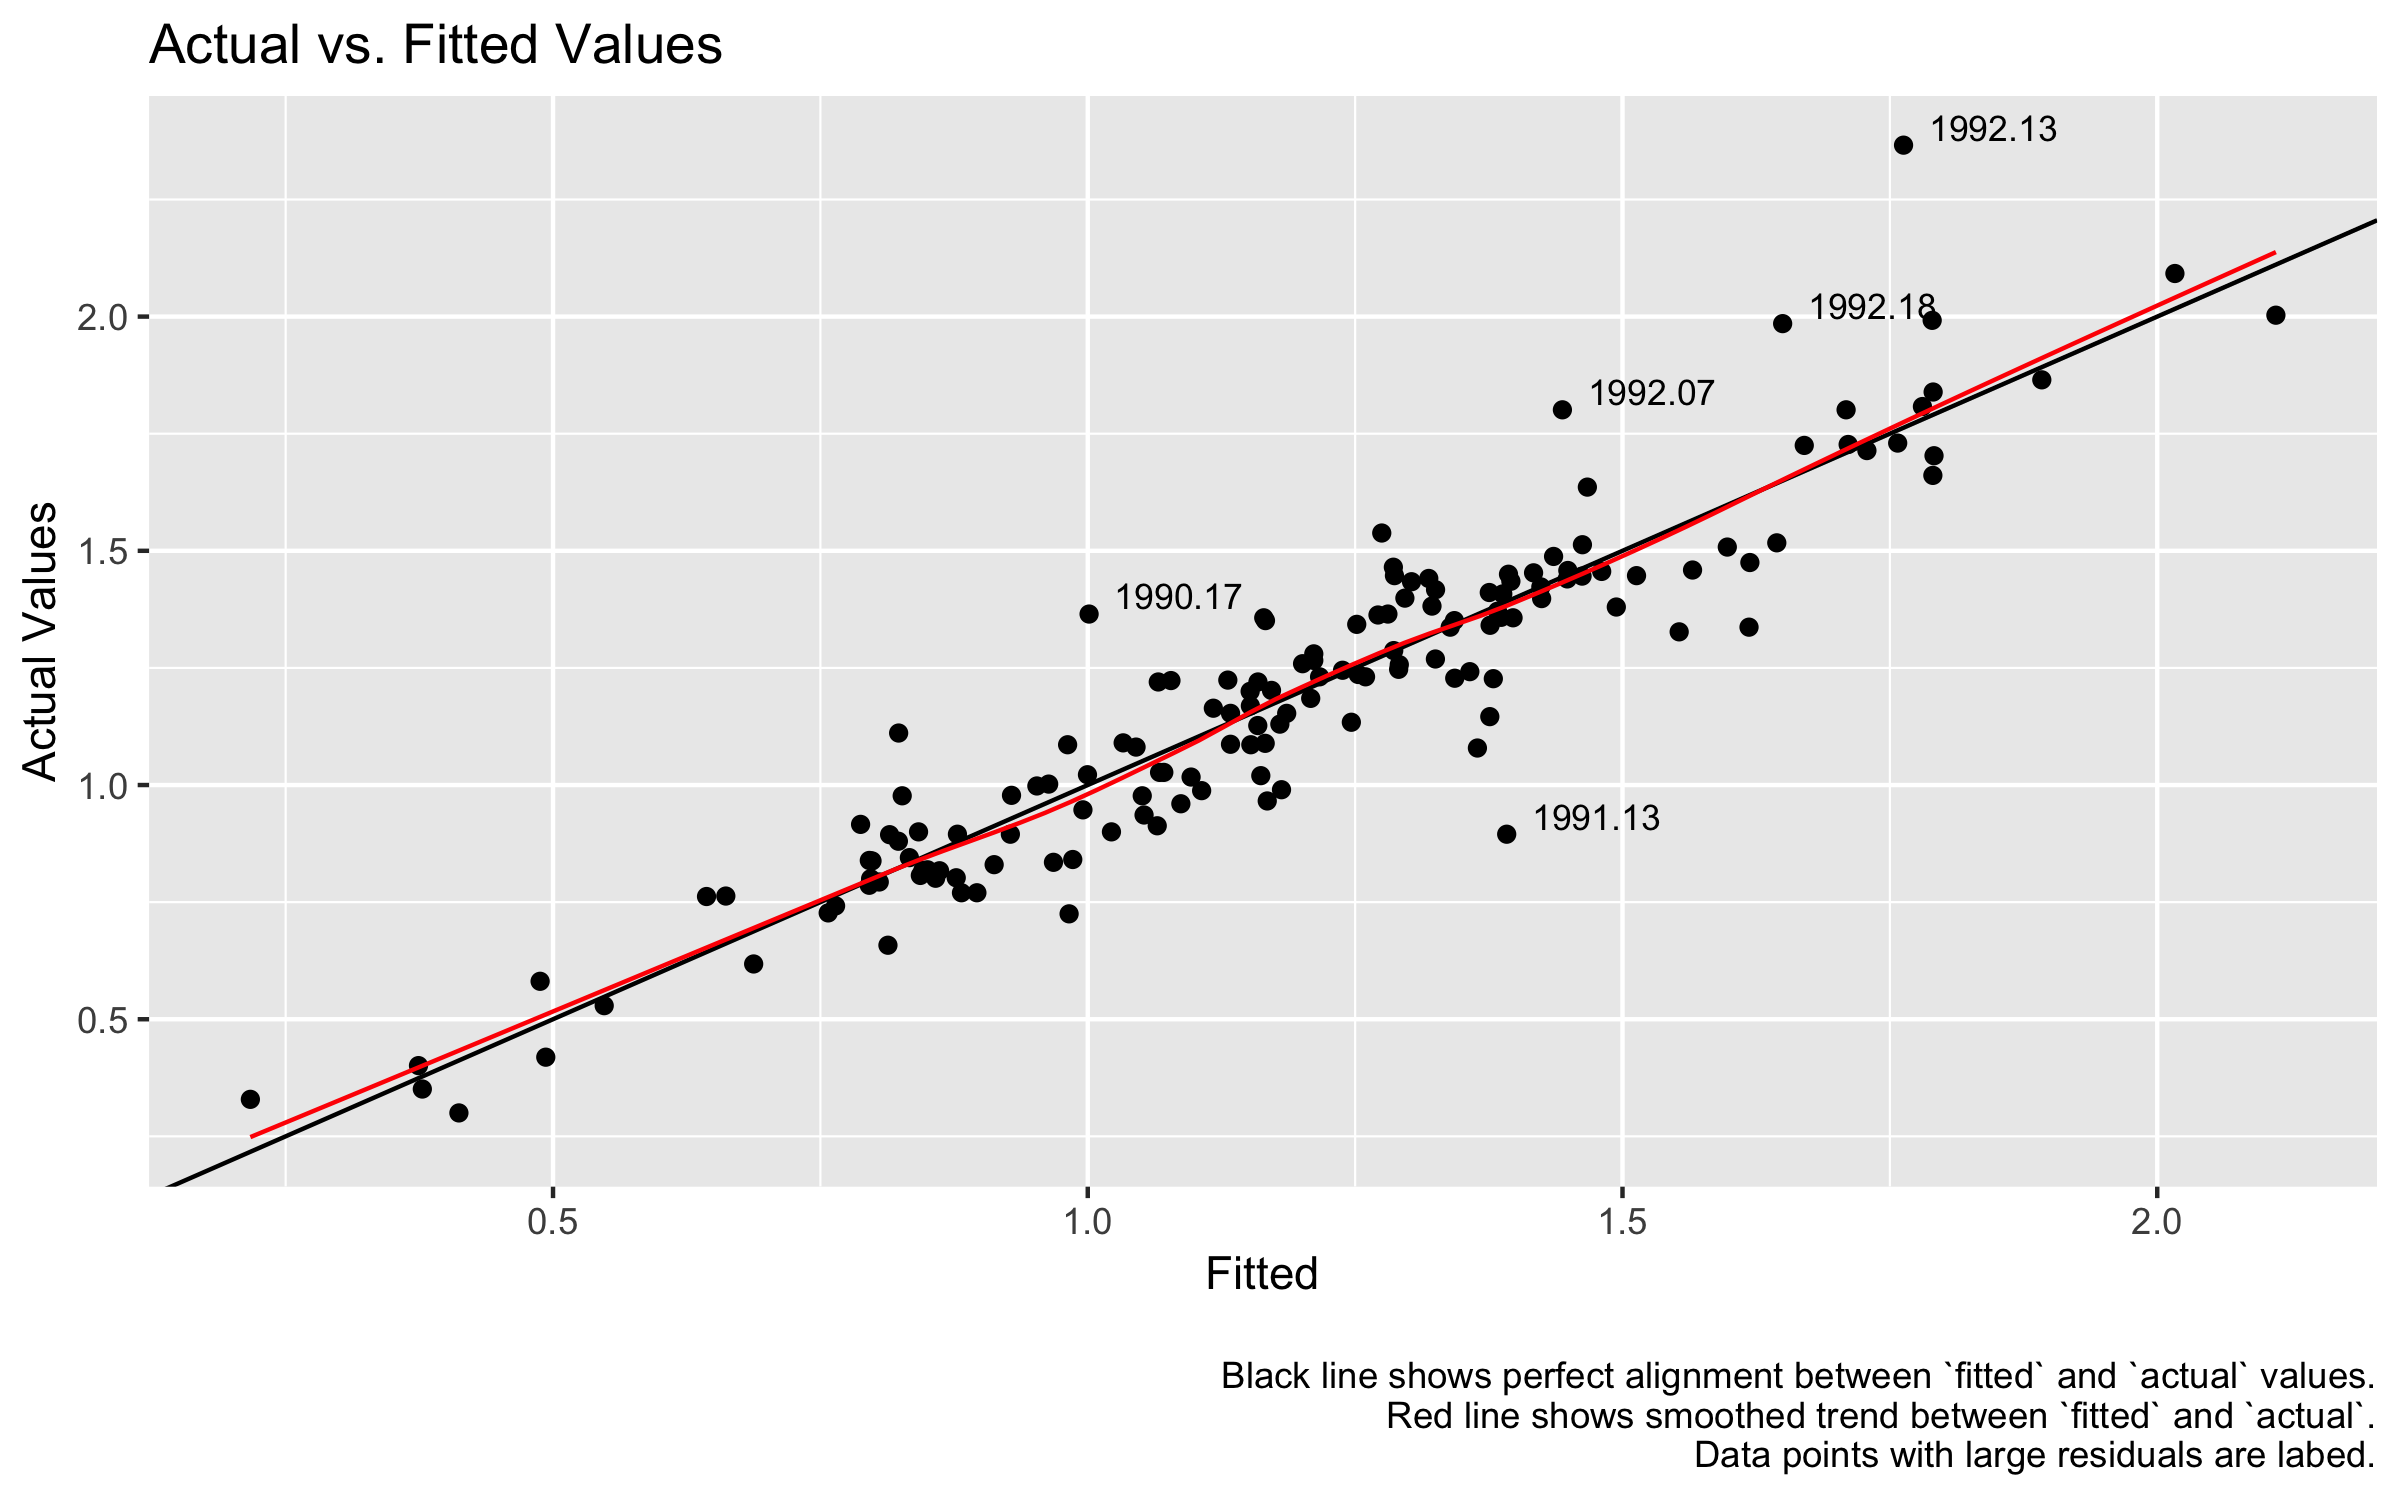 Actual vs. Fitted Values
1992.13
2.0
1992.18
1992.07
1.5
1990.17
Actual Values
1.0
1991.13
0.5
0.5 1.0 1.5 2.0
Fitted
Black line shows perfect alignment between `fitted` and `actual` values.
Red line shows smoothed trend between `fitted` and `actual`.
Data points with large residuals are labed.